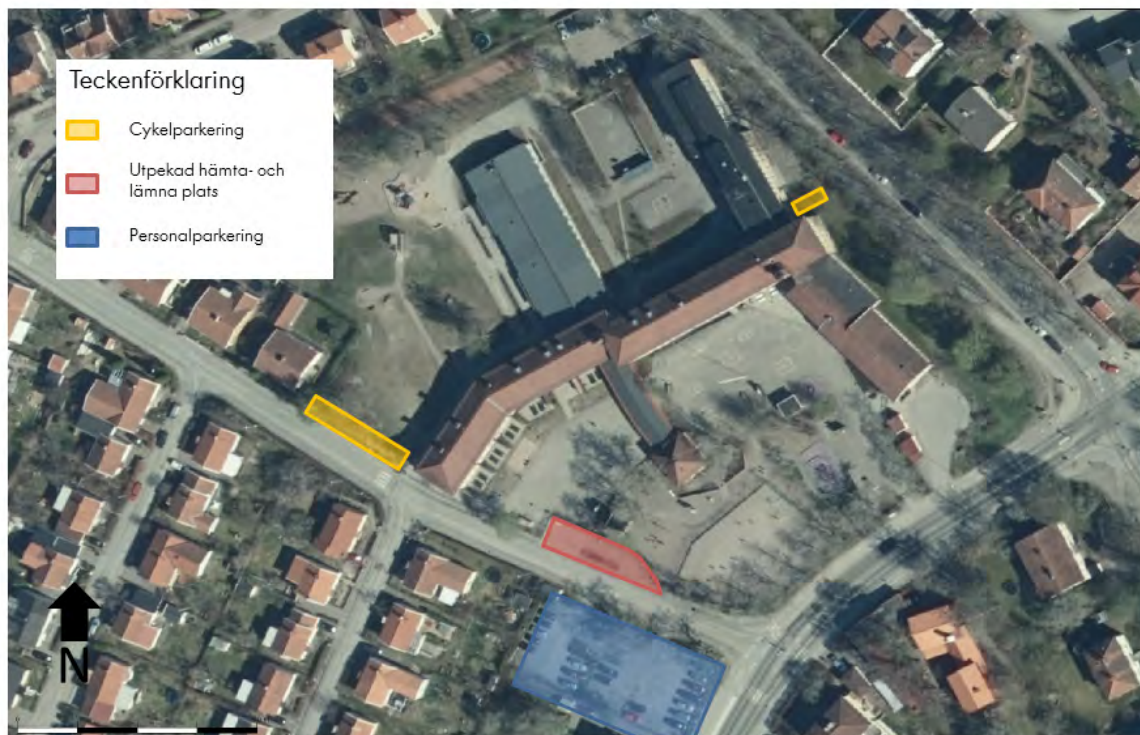 Teckenförklaring
Cykelparkering
Utpekad hämta- och
lämna plats
Personalparkering
N